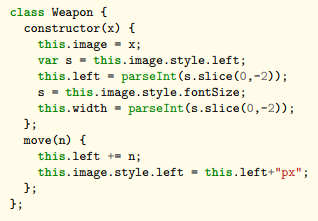 class Weapon {
  constructor(x) {
    this.image = x;
    var s = this.image.style.left;
    this.left = parseInt(s.slice(0,-2));
    s = this.image.style.fontSize;
    this.width = parseInt(s.slice(0,-2));
  };
  move(n) {
    this.left += n;
    this.image.style.left = this.left+"px";
  };
};